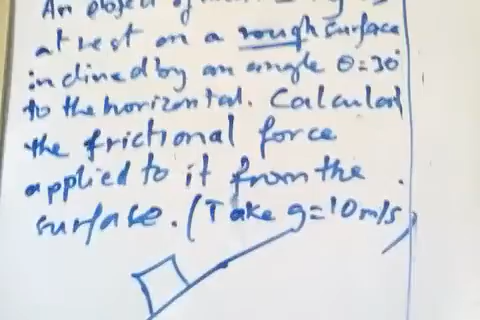 An object of
at rest on a rough surface
inclined by an angle θ=30°
to the horizontal. Calculat
the frictional force
applied to it from the
surface. (Take g=10m/s